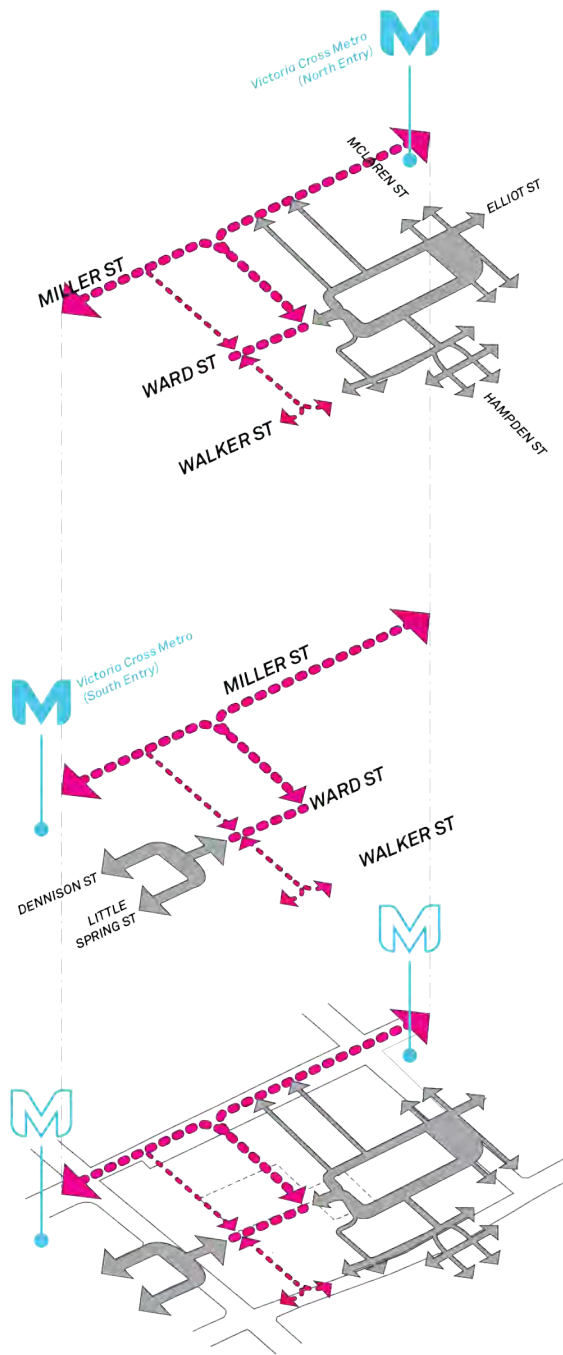 M
Victoria Cross Metro
(North Entry)
MCLAREN ST
ELLIOT ST
MILLER ST
WARD ST
WALKER ST
HAMPDEN ST
M
Victoria Cross Metro
(South Entry)
MILLER ST
WARD ST
WALKER ST
DENNISON ST
LITTLE
SPRING ST
M
M